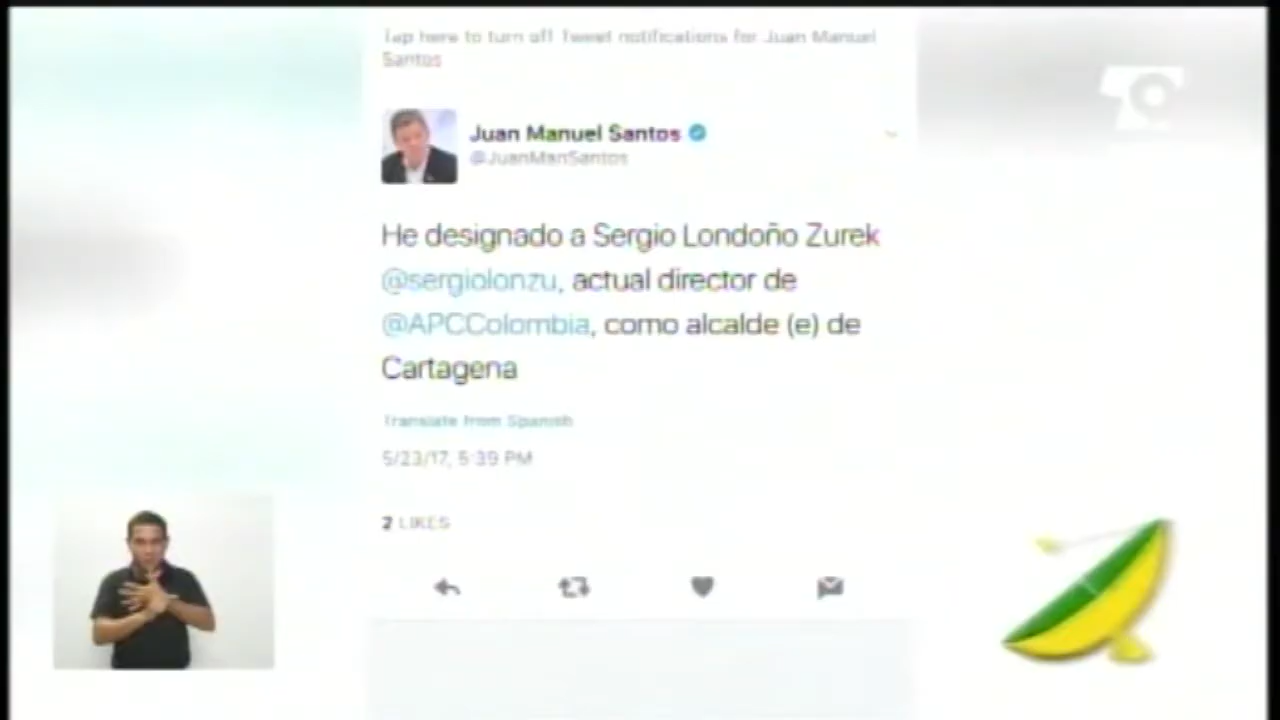 Tap here to turn off Tweet notifications for Juan Manuel
Santos
Juan Manuel Santos
@JuanManSantos
He designado a Sergio Londoño Zurek
@sergiolonzu, actual director de
@APCColombia, como alcalde (e) de
Cartagena
Translate from Spanish
5/23/17, 5:39 PM
2 LIKES